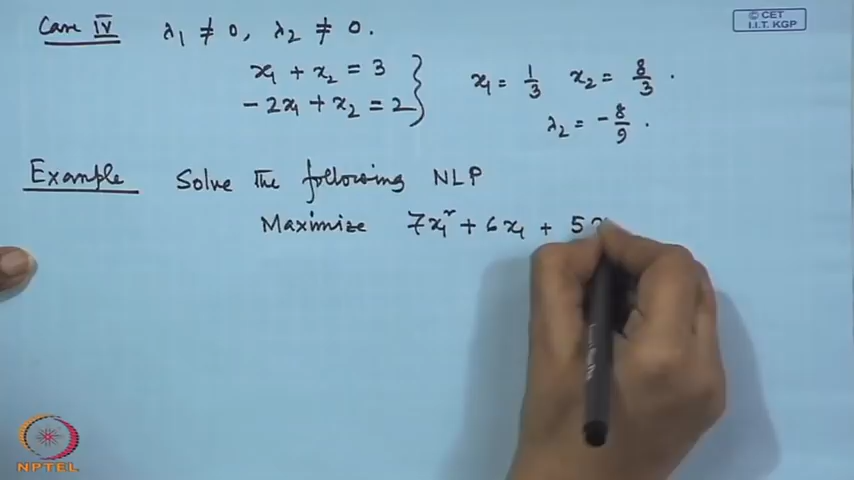 Case IV λ₁ ≠ 0, λ₂ ≠ 0.
x₁ + x₂ = 3
-2x₁ + x₂ = 2
x₁ = 1/3 x₂ = 8/3 .
λ₂ = -8/9 .
Example Solve the following NLP
Maximize 7x₁² + 6x₁ + 5
© CET
I.I.T. KGP
NPTEL